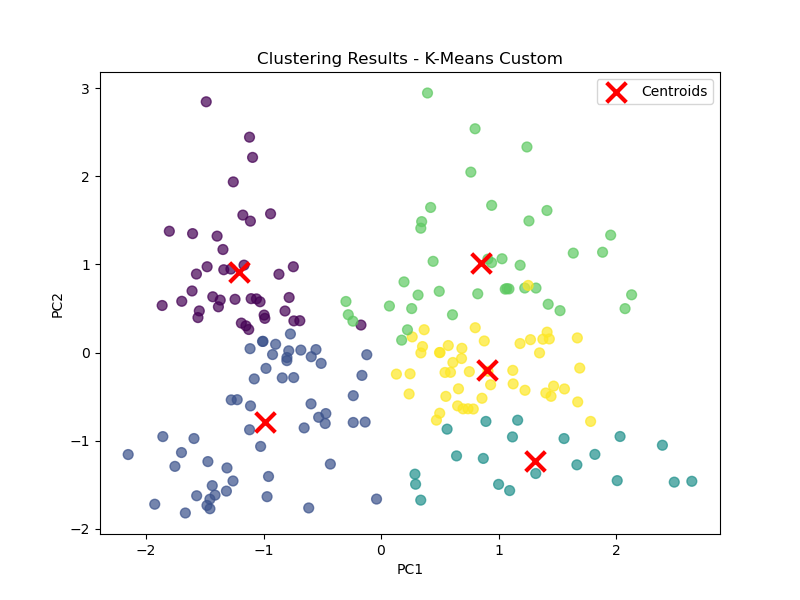 Clustering Results - K-Means Custom
Centroids
3
2
1
0
−1
−2
PC2
−2
−1
0
1
2
PC1